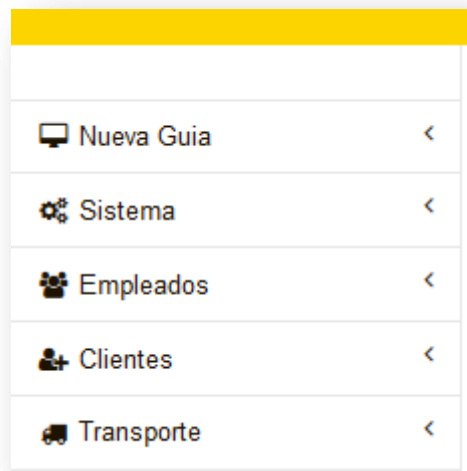 Nueva Guia
Sistema
Empleados
Clientes
Transporte